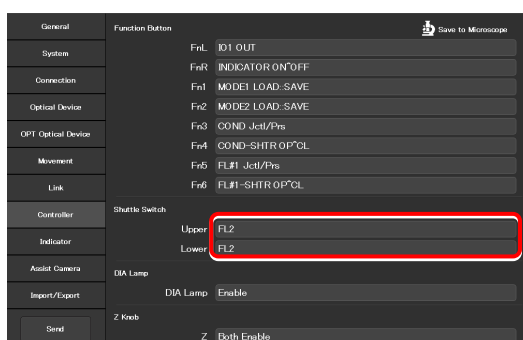 General
System
Connection
Optical Device
OPT Optical Device
Movement
Link
Controller
Indicator
Assist Camera
Import/Export
Send
Function Button
Save to Microscope
FnL IO1 OUT
FnR INDICATOR ON^OFF
Fn1 MODE1 LOAD::SAVE
Fn2 MODE2 LOAD::SAVE
Fn3 COND Jctl/Prs
Fn4 COND-SHTR OP^CL
Fn5 FL#1 Jctl/Prs
Fn6 FL#1-SHTR OP^CL
Shuttle Switch
Upper FL2
Lower FL2
DIA Lamp
DIA Lamp Enable
Z Knob
Z Both Enable